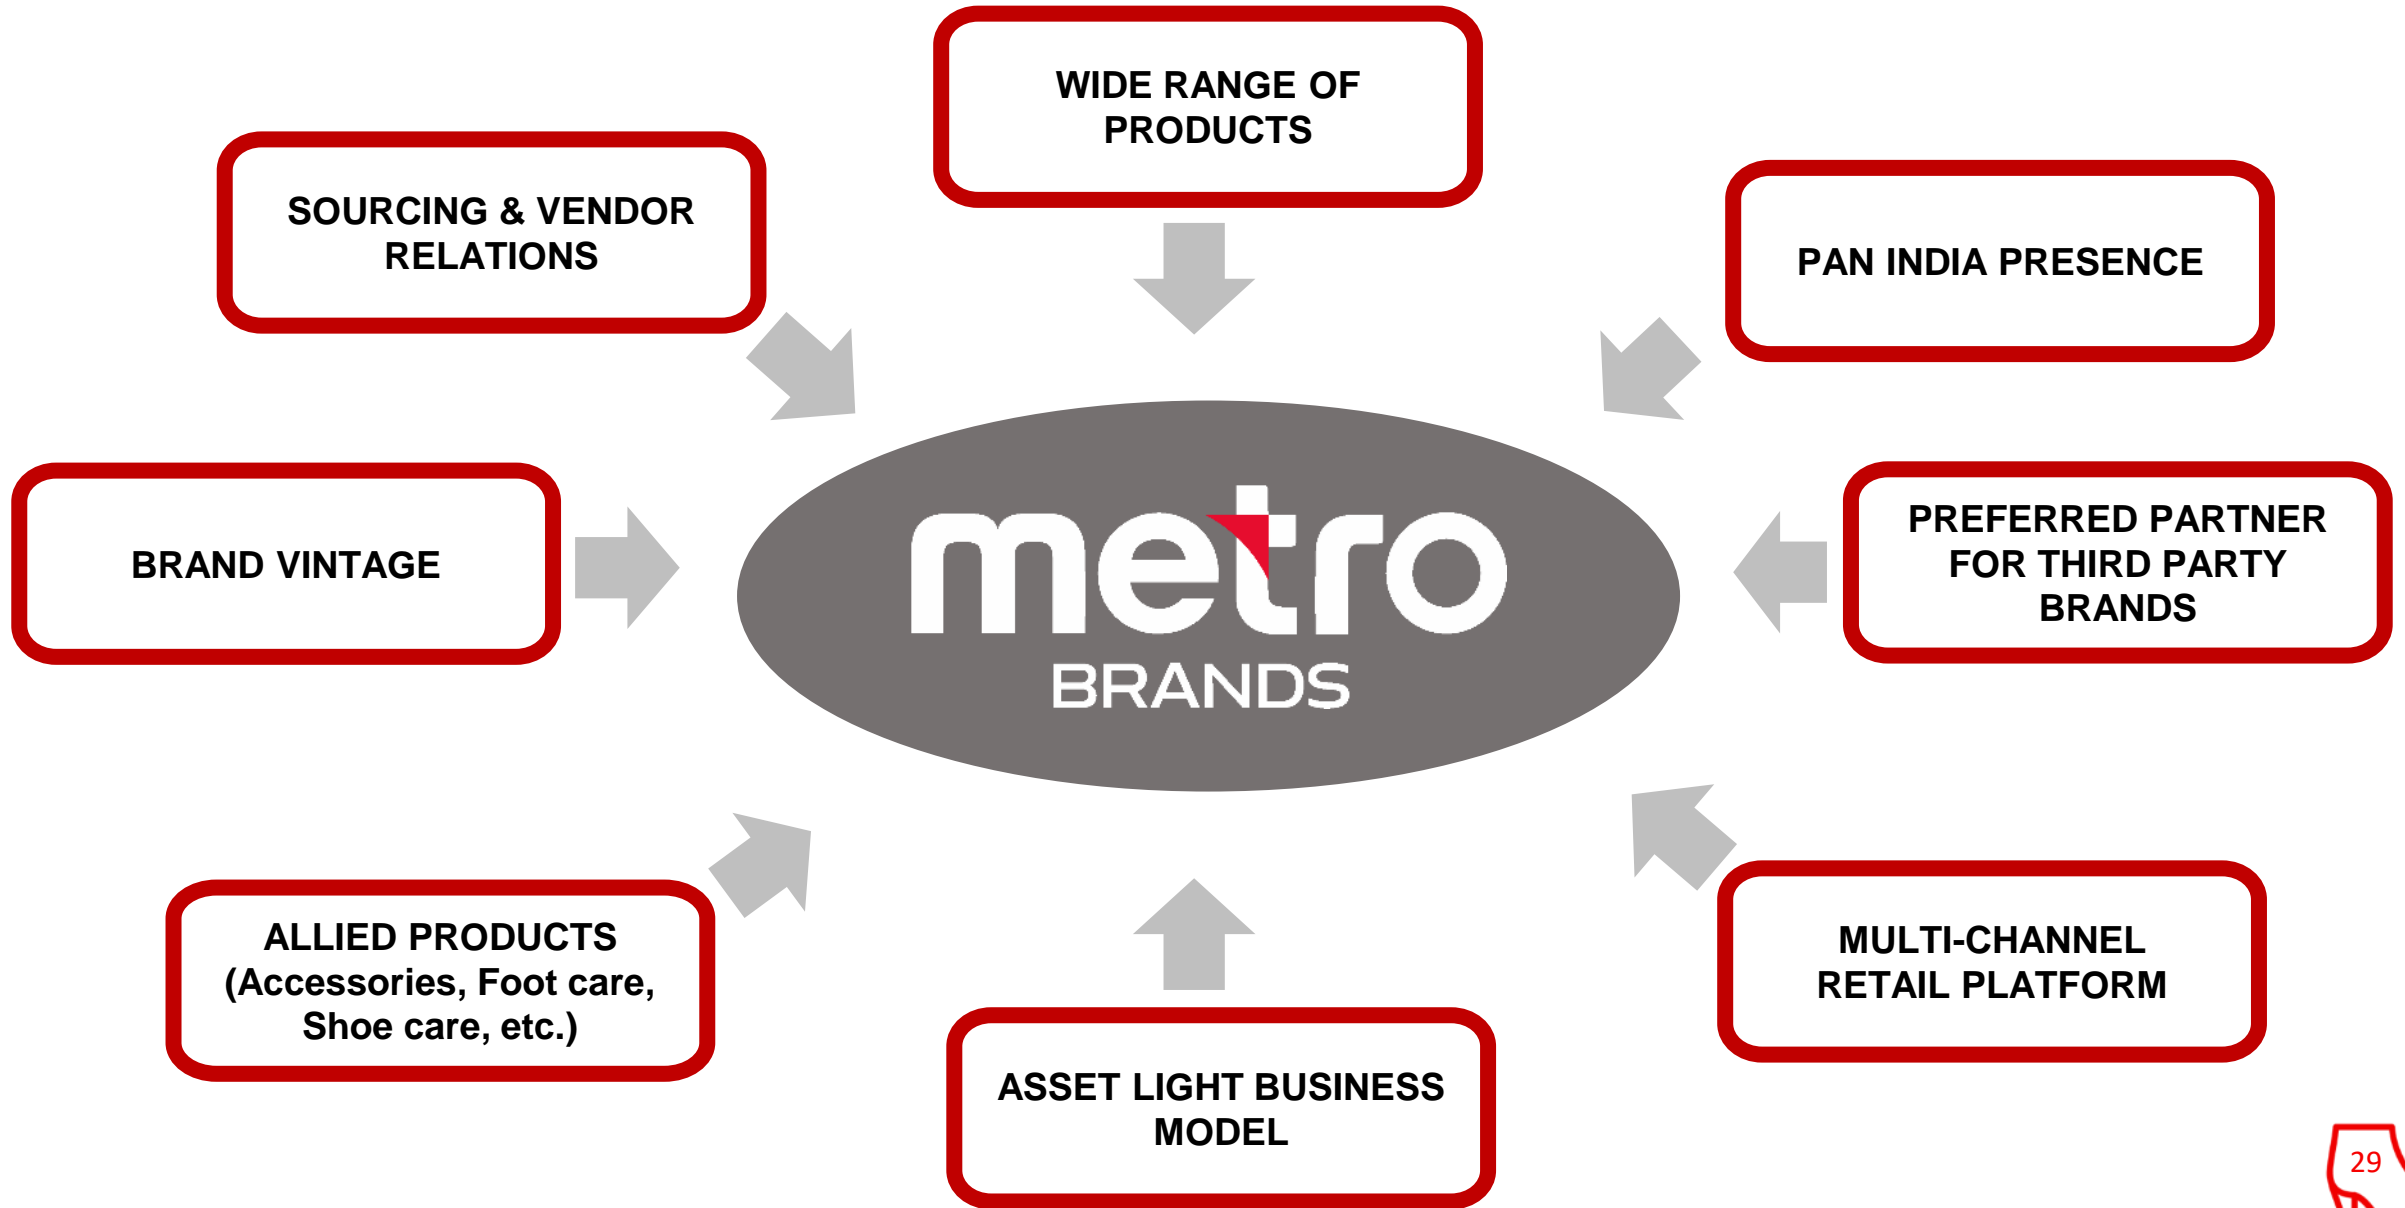 WIDE RANGE OF
PRODUCTS
SOURCING & VENDOR
RELATIONS
PAN INDIA PRESENCE
BRAND VINTAGE
metro
BRANDS
PREFERRED PARTNER
FOR THIRD PARTY
BRANDS
ALLIED PRODUCTS
(Accessories, Foot care,
Shoe care, etc.)
MULTI-CHANNEL
RETAIL PLATFORM
ASSET LIGHT BUSINESS
MODEL
29